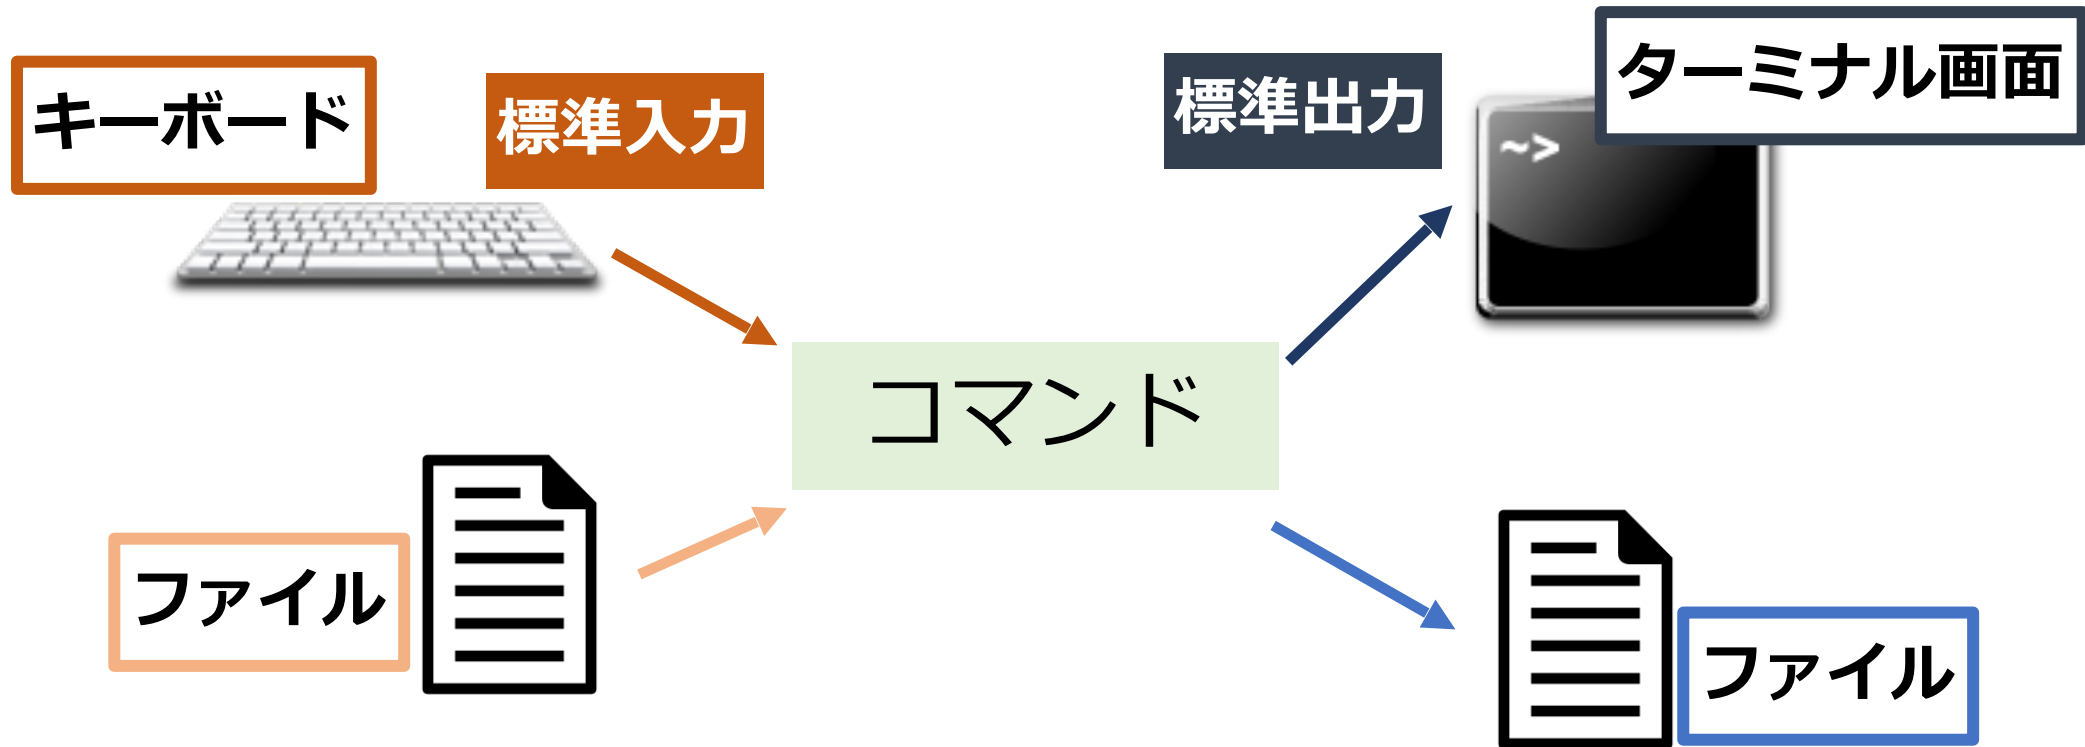 キーボード
標準入力
標準出力
ターミナル画面
~>
コマンド
ファイル
ファイル